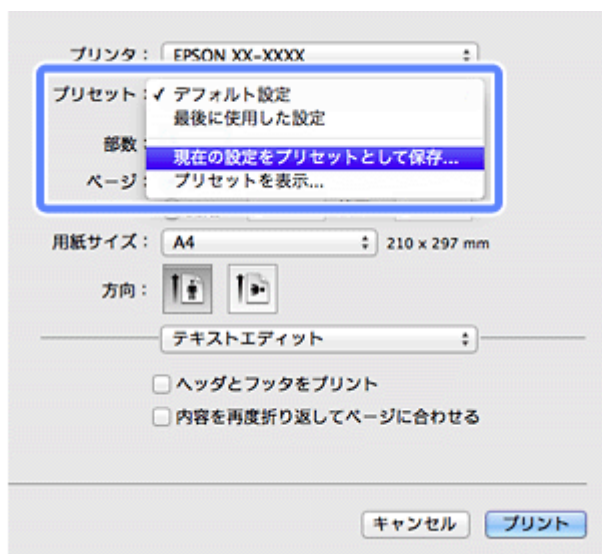 プリンタ： EPSON XX-XXXX
プリセット： ✓ デフォルト設定
最後に使用した設定
部数：
現在の設定をプリセットとして保存...
ページ： プリセットを表示...
用紙サイズ： A4 210 x 297 mm
方向：
テキストエディット
ヘッダとフッタをプリント
内容を再度折り返してページに合わせる
キャンセル プリント